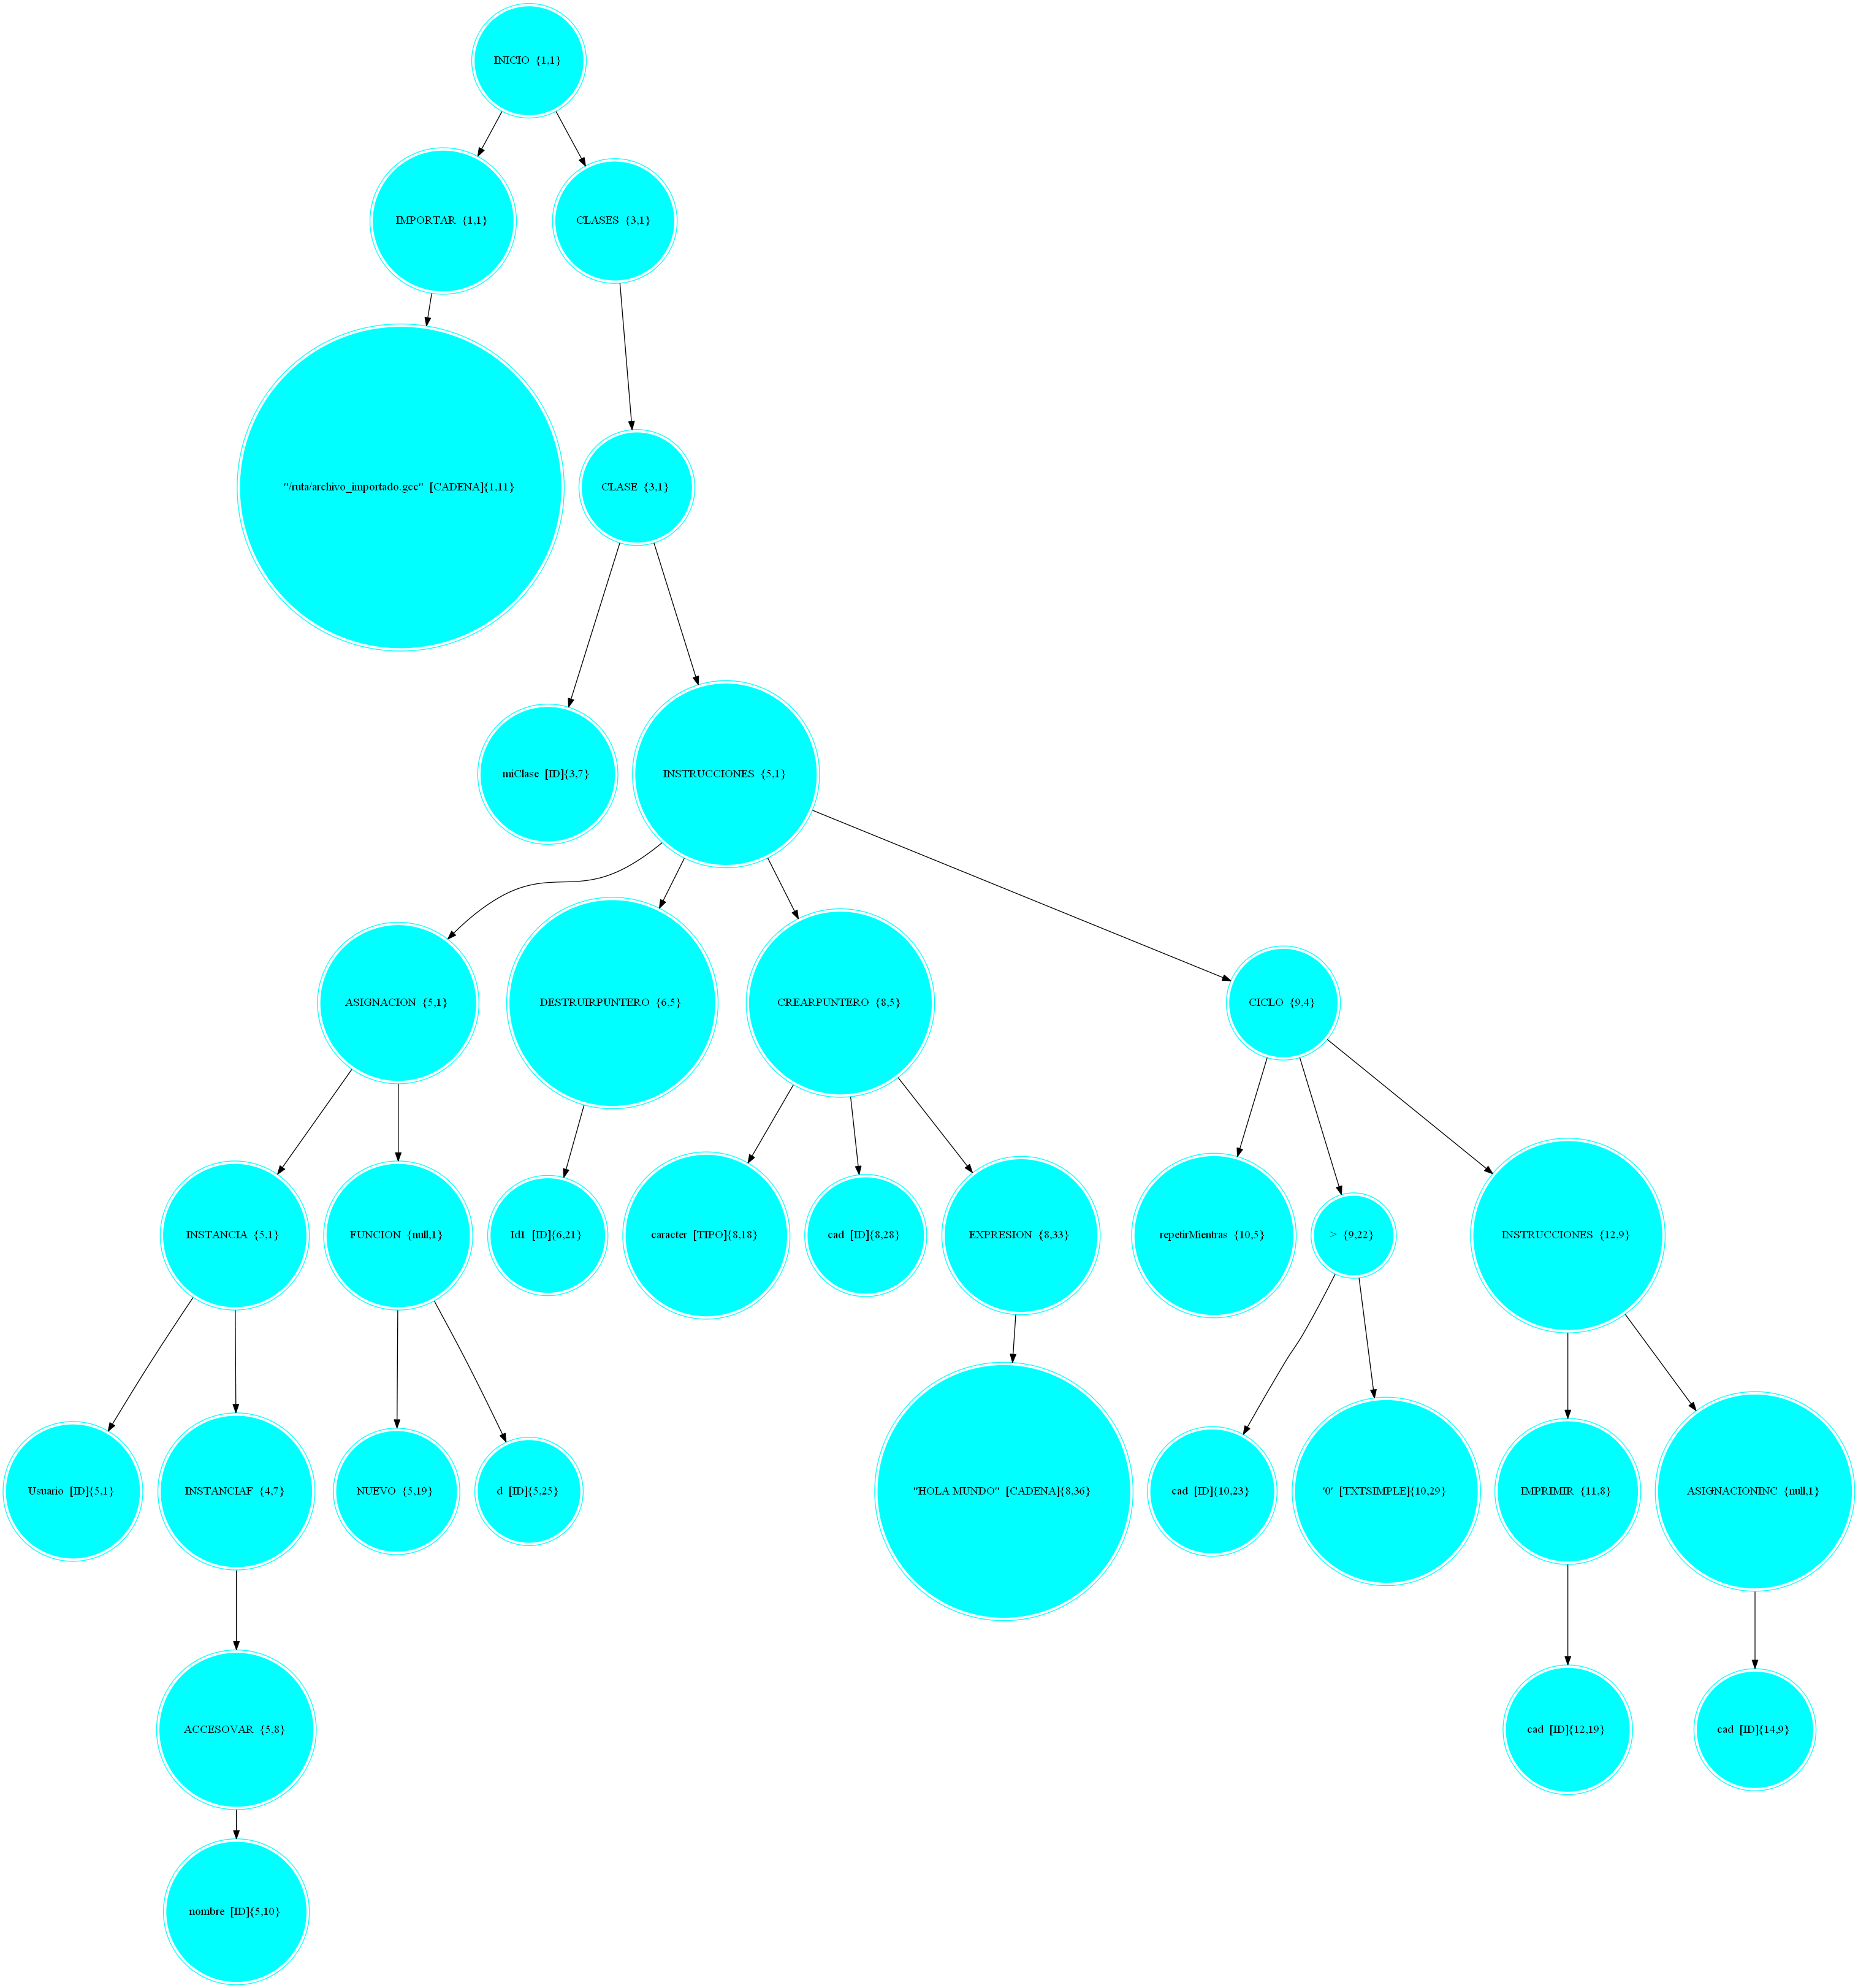 INICIO {1,1}
IMPORTAR {1,1}
CLASES {3,1}
"/ruta/archivo_importado.gcc" [CADENA]{1,11}
CLASE {3,1}
miClase [ID]{3,7}
INSTRUCCIONES {5,1}
ASIGNACION {5,1}
DESTRUIRPUNTERO {6,5}
CREARPUNTERO {8,5}
CICLO {9,4}
INSTANCIA {5,1}
FUNCION {null,1}
Id1 [ID]{6,21}
caracter [TIPO]{8,18}
cad [ID]{8,28}
EXPRESION {8,33}
repetirMientras {10,5}
> {9,22}
INSTRUCCIONES {12,9}
Usuario [ID]{5,1}
INSTANCIAF {4,7}
NUEVO {5,19}
d [ID]{5,25}
"HOLA MUNDO" [CADENA]{8,36}
cad [ID]{10,23}
'0' [TXTSIMPLE]{10,29}
IMPRIMIR {11,8}
ASIGNACIONINC {null,1}
ACCESOVAR {5,8}
cad [ID]{12,19}
cad [ID]{14,9}
nombre [ID]{5,10}